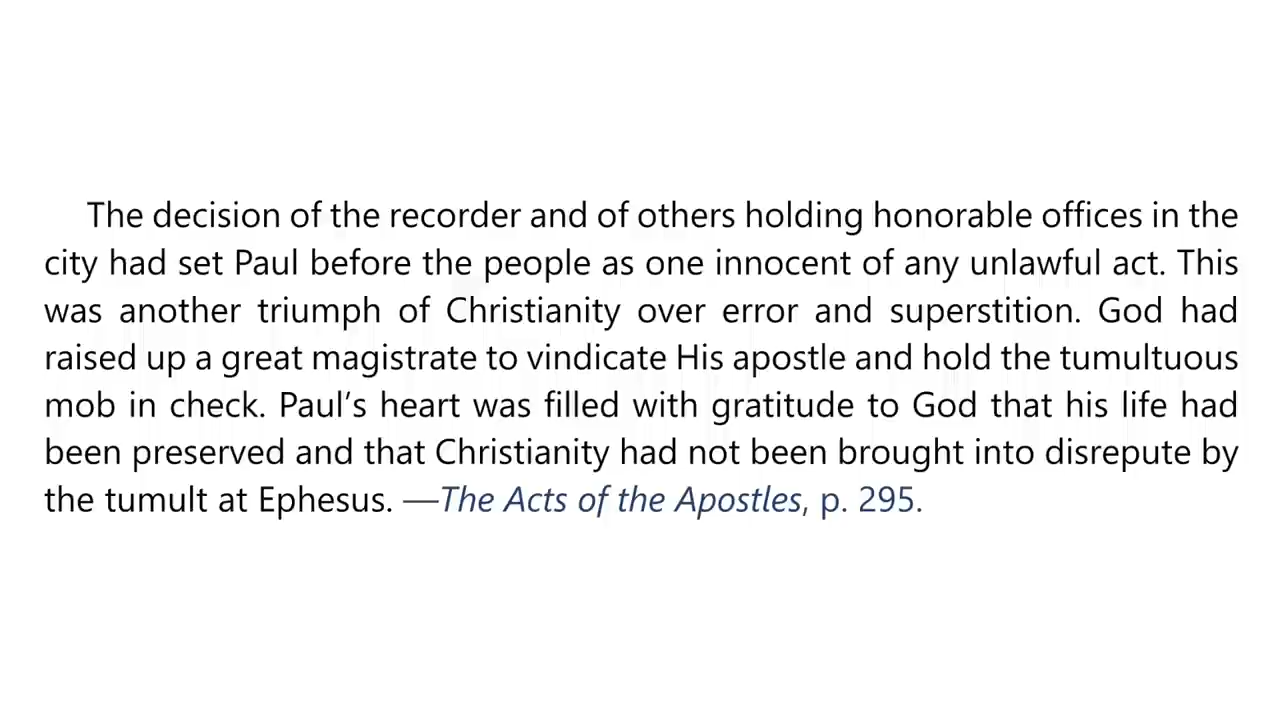 The decision of the recorder and of others holding honorable offices in the
city had set Paul before the people as one innocent of any unlawful act. This
was another triumph of Christianity over error and superstition. God had
raised up a great magistrate to vindicate His apostle and hold the tumultuous
mob in check. Paul’s heart was filled with gratitude to God that his life had
been preserved and that Christianity had not been brought into disrepute by
the tumult at Ephesus. —The Acts of the Apostles, p. 295.